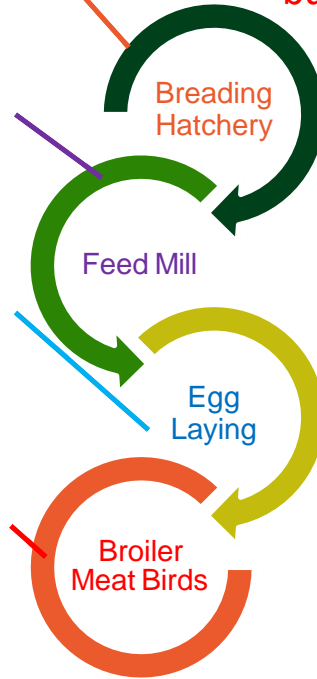 Breading
Hatchery
Feed Mill
Egg
Laying
Broiler
Meat Birds